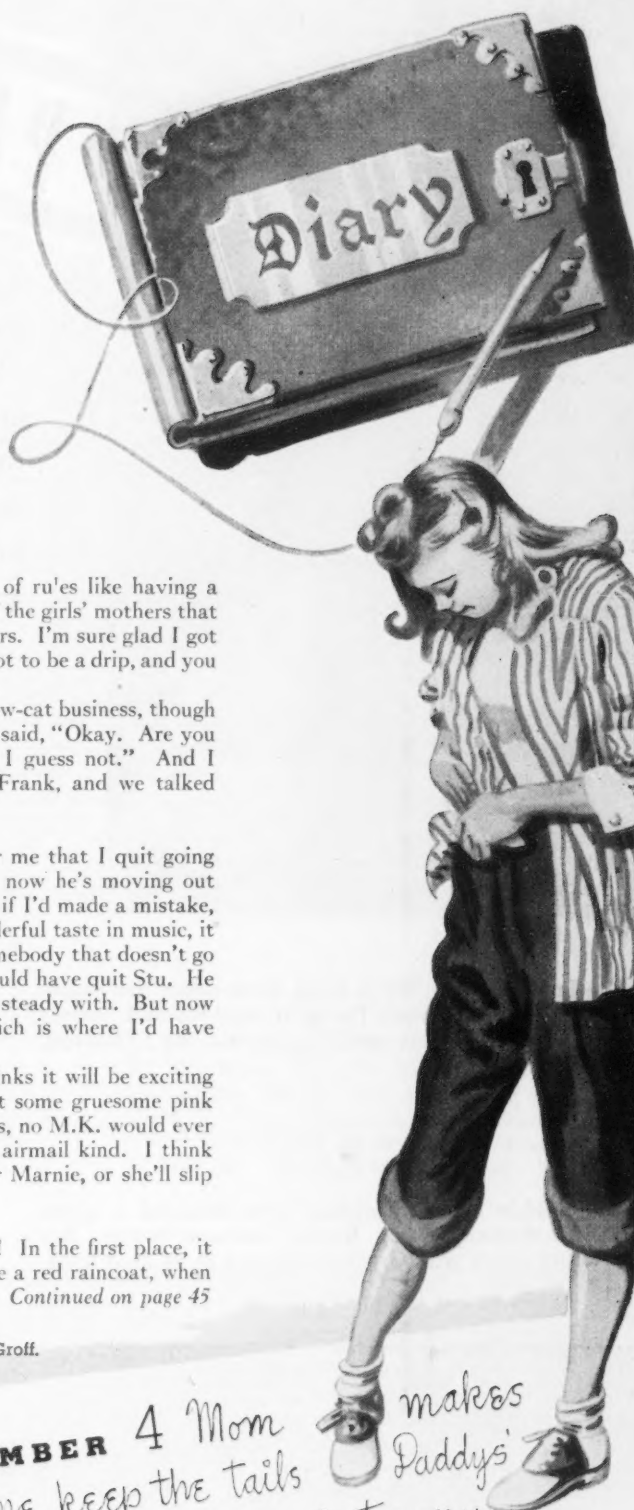 Diary
of ru'es like having a
the girls' mothers that
rs. I'm sure glad I got
ot to be a drip, and you
w-cat business, though
said, "Okay. Are you
I guess not." And I
Frank, and we talked
r me that I quit going
now he's moving out
if I'd made a mistake,
derful taste in music, it
nebody that doesn't go
uld have quit Stu. He
steady with. But now
ich is where I'd have
nks it will be exciting
t some gruesome pink
s, no M.K. would ever
airmail kind. I think
r Marnie, or she'll slip
! In the first place, it
e a red raincoat, when
Continued on page 45
Groff.
MBER 4 Mom makes
me keep the tails Daddys'